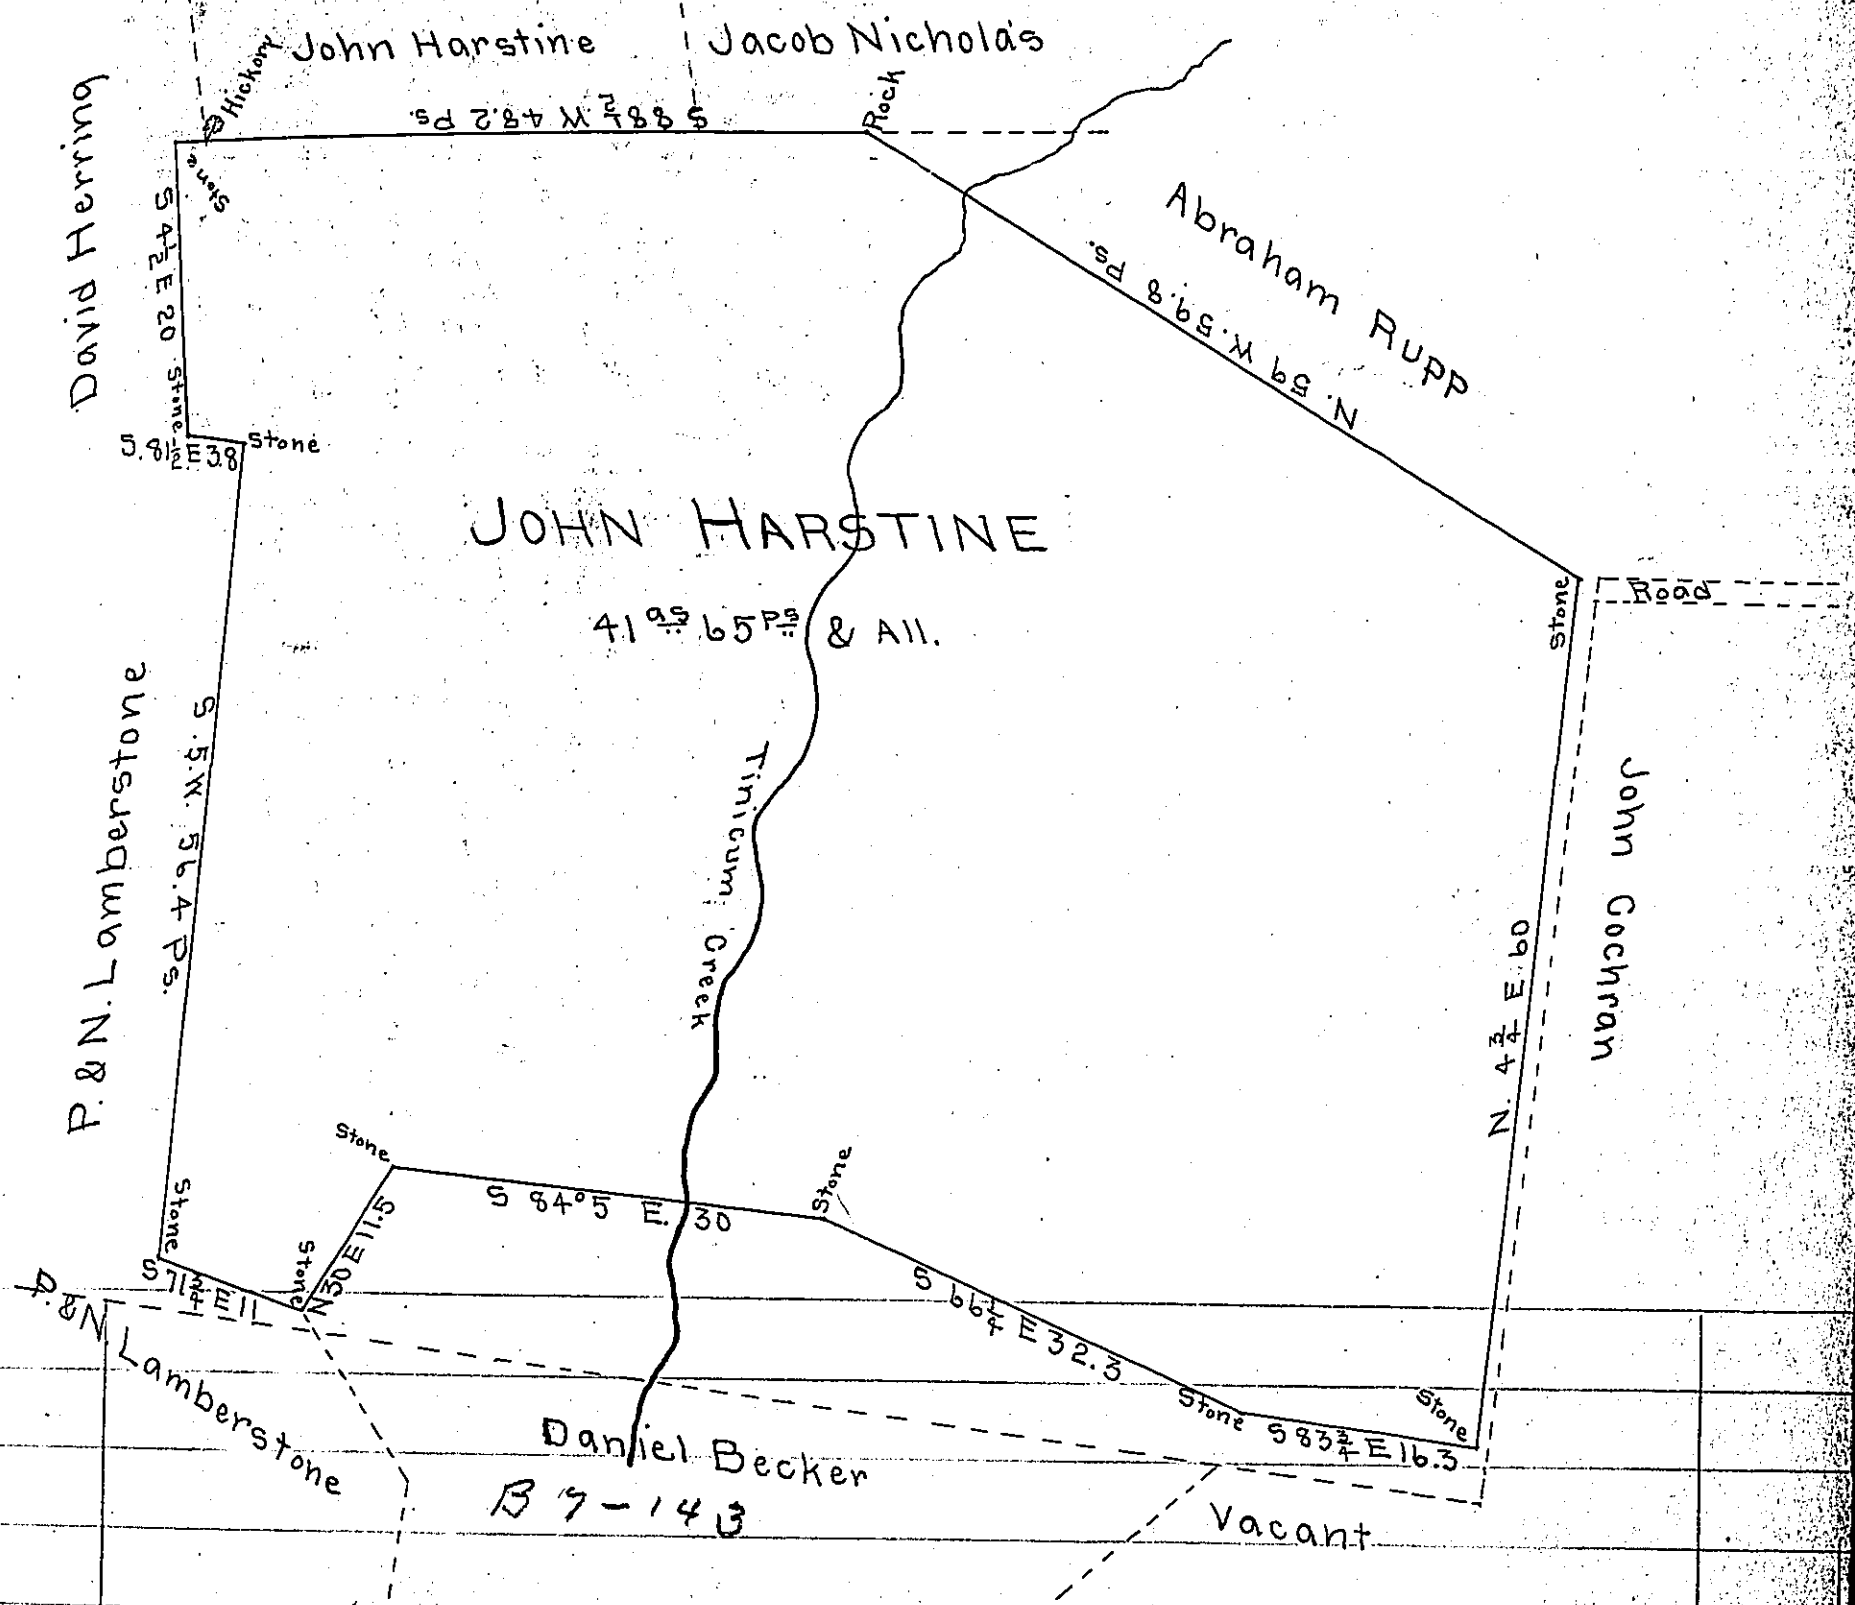 John Harstine
Jacob Nicholas
Hickory
Rock
S 88½ W 48.2 Ps.
David Herring
Stone
S 4½ E 20
Stone
S. 81½ E 3.8
Stone
Abraham Rupp
N. 59 W. 59.8 Ps.
JOHN HARSTINE
41 as 65 ps & All.
Stone
Road
P. & N. Lamberstone
S. 5. W. 56.4 Ps.
Tinicum Creek
John Cochran
N. 4¾ E. 60
Stone
Stone
Stone
Stone
S 71¾ E 11
N 30 E 11.5
S 84°5 E. 30
S 66¼ E 32.3
Stone
Stone
S 83¾ E 16.3
P. & N. Lamberstone
Daniel Becker
B 7-143
Vacant